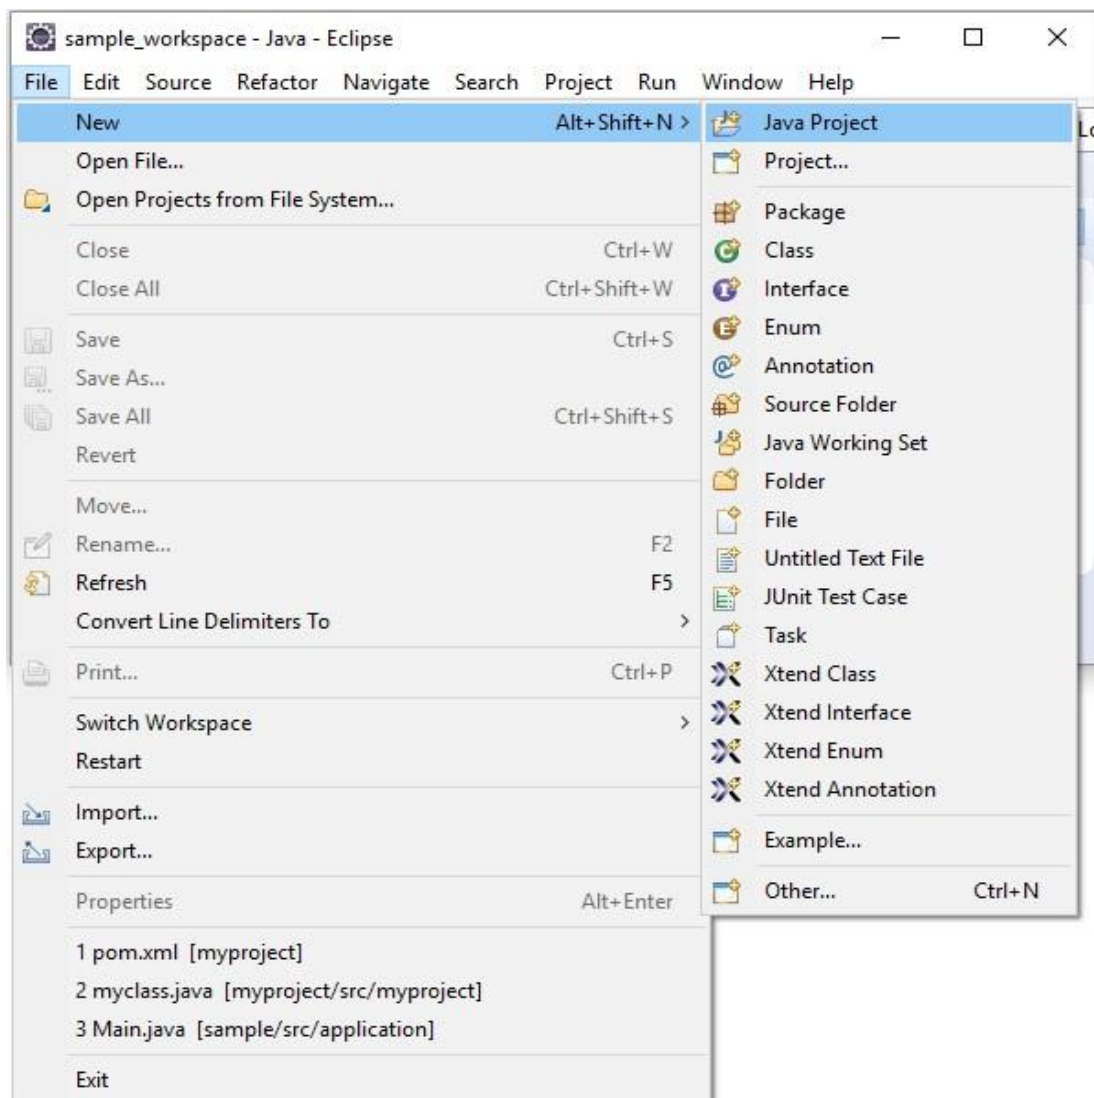 sample_workspace - Java - Eclipse
File Edit Source Refactor Navigate Search Project Run Window Help
New Alt+Shift+N >
Open File...
Open Projects from File System...
Close Ctrl+W
Close All Ctrl+Shift+W
Save Ctrl+S
Save As...
Save All Ctrl+Shift+S
Revert
Move...
Rename... F2
Refresh F5
Convert Line Delimiters To >
Print... Ctrl+P
Switch Workspace >
Restart
Import...
Export...
Properties Alt+Enter
1 pom.xml [myproject]
2 myclass.java [myproject/src/myproject]
3 Main.java [sample/src/application]
Exit
Java Project
Project...
Package
Class
Interface
Enum
Annotation
Source Folder
Java Working Set
Folder
File
Untitled Text File
JUnit Test Case
Task
Xtend Class
Xtend Interface
Xtend Enum
Xtend Annotation
Example...
Other... Ctrl+N